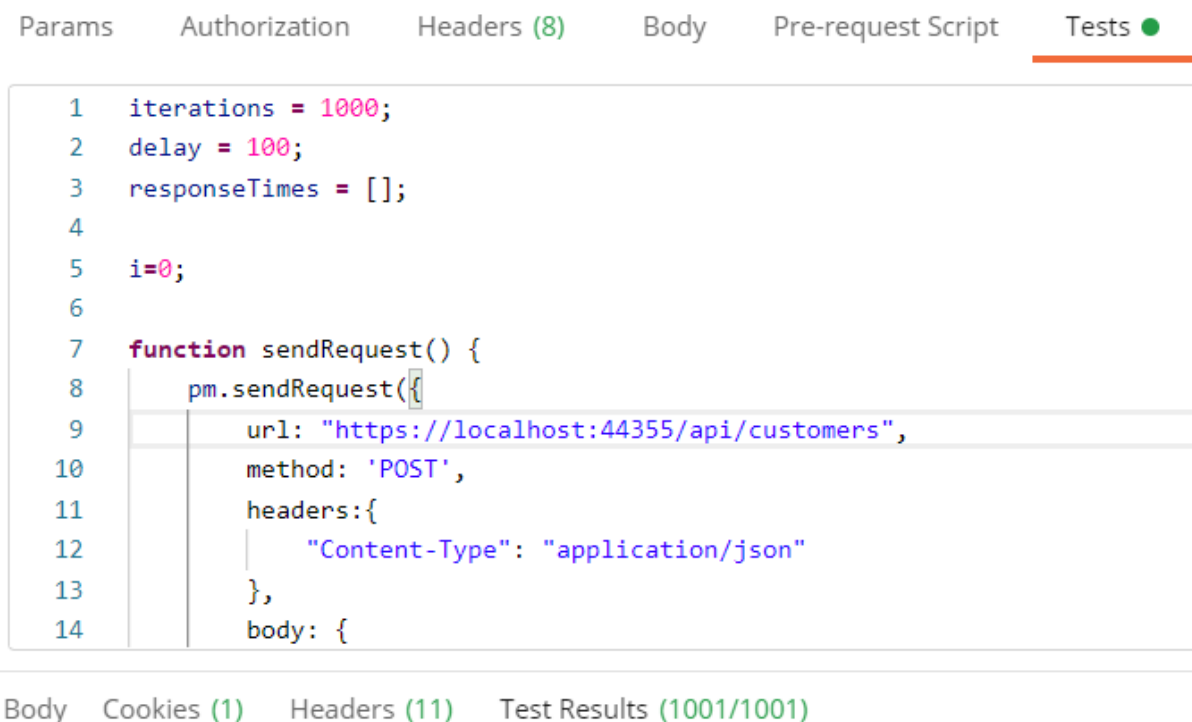 Params Authorization Headers (8) Body Pre-request Script Tests
1 iterations = 1000;
2 delay = 100;
3 responseTimes = [];
4
5 i=0;
6
7 function sendRequest() {
8     pm.sendRequest({
9         url: "https://localhost:44355/api/customers",
10         method: 'POST',
11         headers:{
12             "Content-Type": "application/json"
13         },
14         body: {
Body Cookies (1) Headers (11) Test Results (1001/1001)